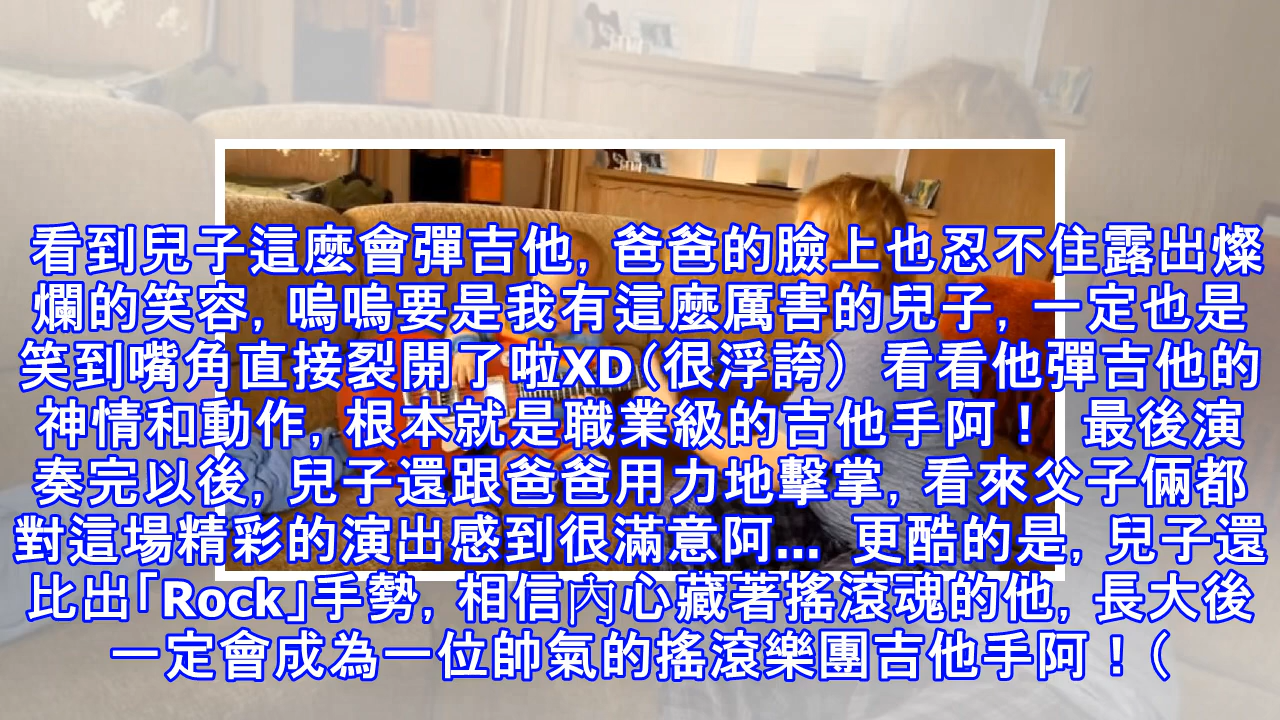 看到兒子這麼會彈吉他, 爸爸的臉上也忍不住露出燦
爛的笑容, 嗚嗚要是我有這麼厲害的兒子, 一定也是
笑到嘴角直接裂開了啦XD(很浮誇) 看看他彈吉他的
神情和動作, 根本就是職業級的吉他手阿! 最後演
奏完以後, 兒子還跟爸爸用力地擊掌, 看來父子倆都
對這場精彩的演出感到很滿意阿... 更酷的是, 兒子還
比出「Rock」手勢, 相信內心藏著搖滾魂的他, 長大後
一定會成為一位帥氣的搖滾樂團吉他手阿! (